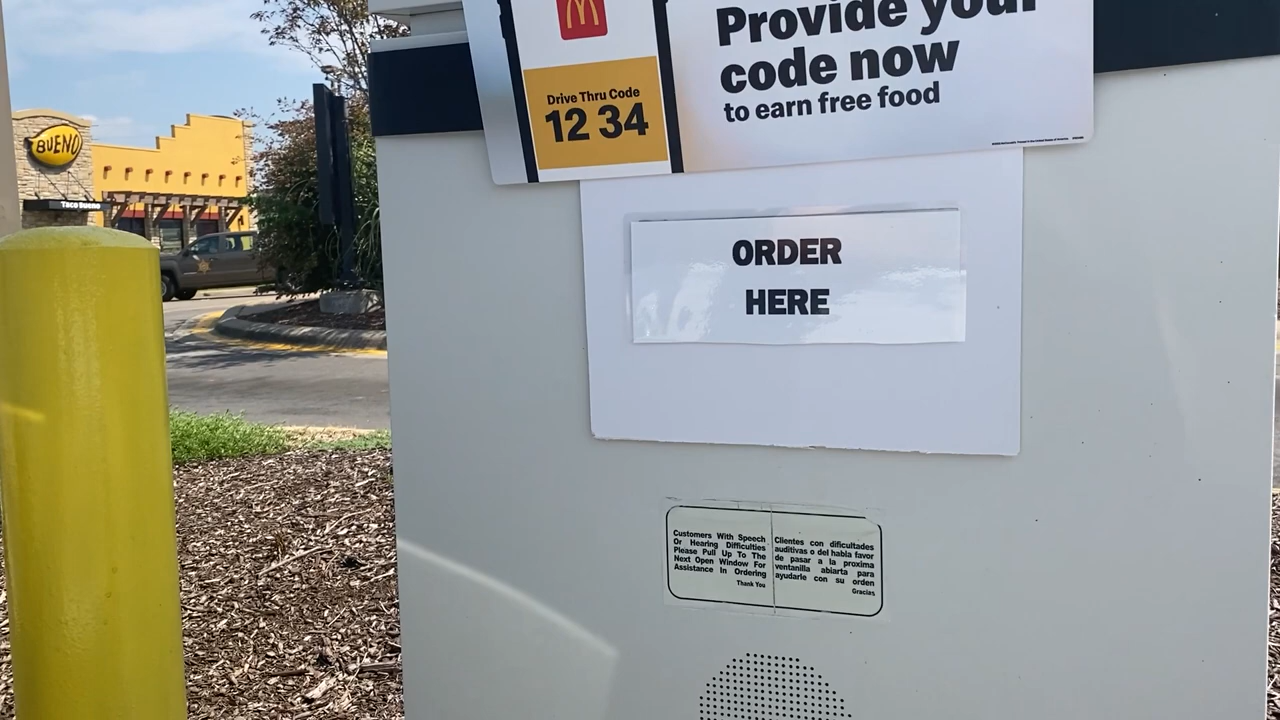 Provide your
code now
to earn free food
Drive Thru Code
12 34
BUENO
Taco Bueno
ORDER
HERE
Customers With Speech
Or Hearing Difficulties
Please Pull Up To The
Next Open Window For
Assistance In Ordering
Thank You
Clientes con dificultades
auditivas o del habla favor
de pasar a la proxima
ventanilla abierta para
ayudarle con su orden
Gracias